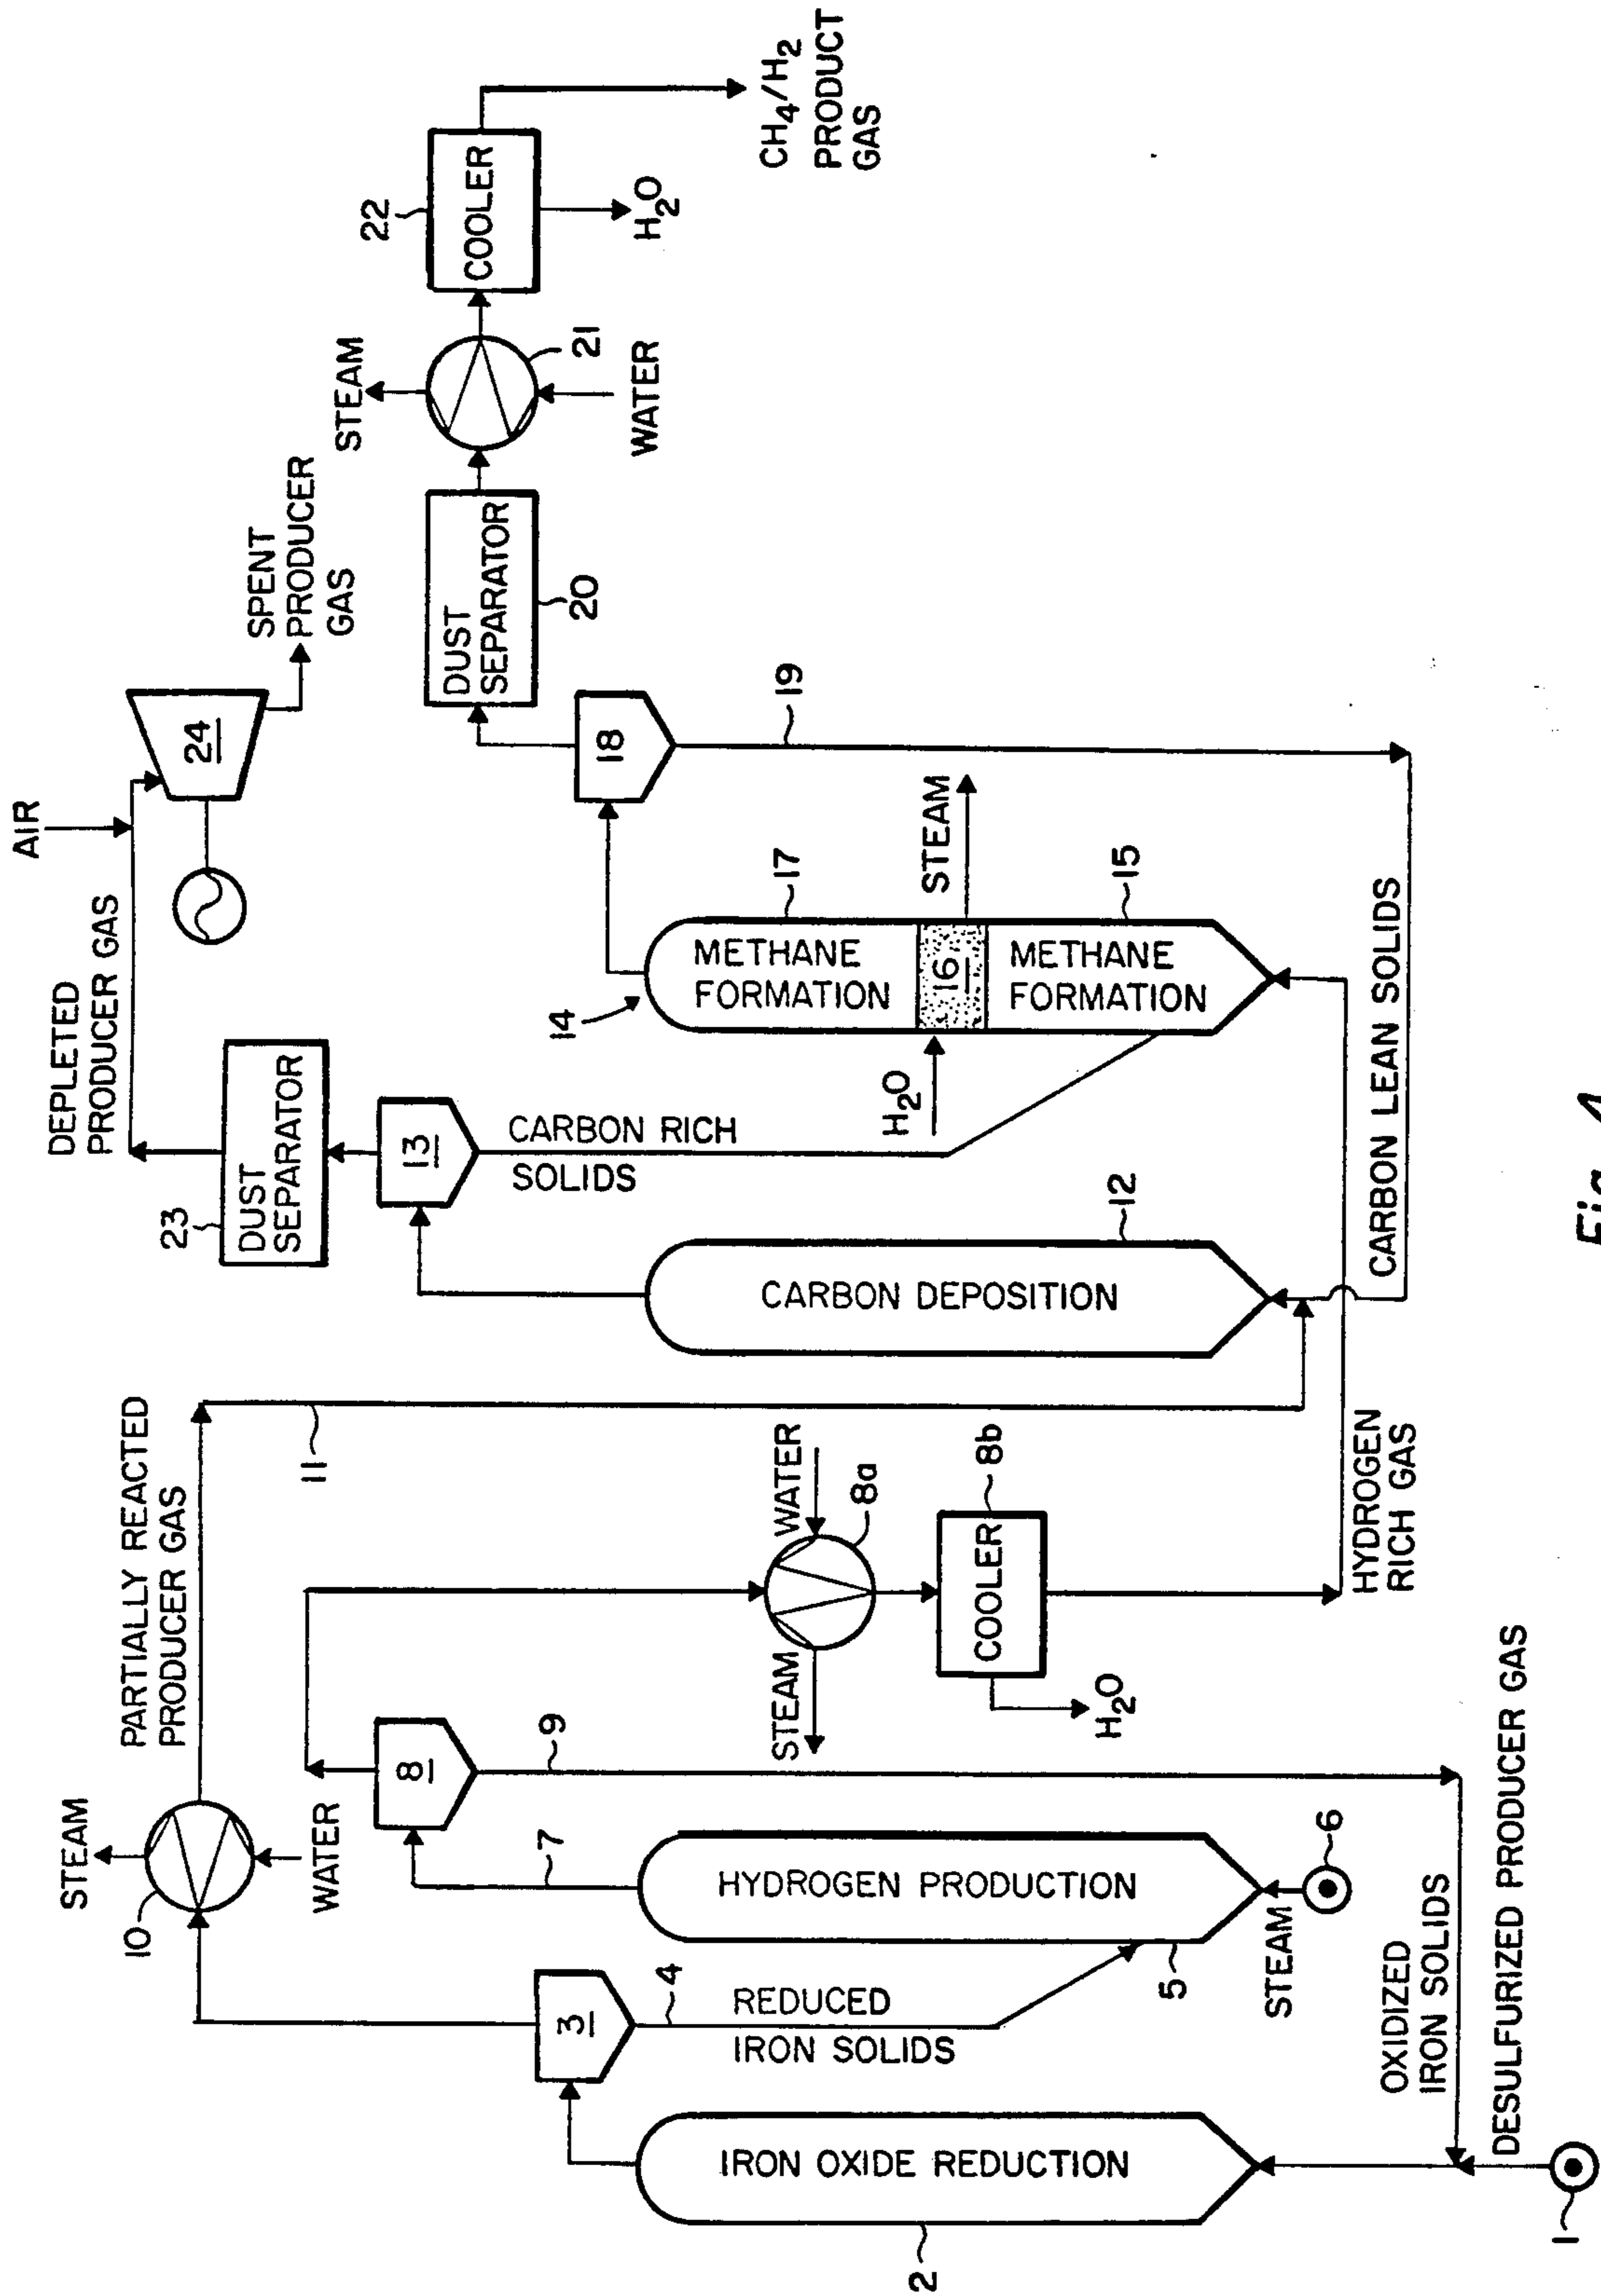 AIR
DEPLETED
PRODUCER GAS
24
SPENT
PRODUCER
GAS
23
DUST
SEPARATOR
PARTIALLY REACTED
PRODUCER GAS
STEAM
10
WATER
11
13
CARBON RICH
SOLIDS
STEAM
21
WATER
22
COOLER
H2O
CH4/H2
PRODUCT
GAS
DUST
SEPARATOR
20
18
19
14
METHANE
FORMATION
17
16
H2O
STEAM
METHANE
FORMATION
15
CARBON DEPOSITION
12
CARBON LEAN SOLIDS
8
9
7
STEAM
WATER
8a
COOLER
8b
H2O
HYDROGEN
RICH GAS
3
4
REDUCED
IRON SOLIDS
HYDROGEN PRODUCTION
5
STEAM
6
IRON OXIDE REDUCTION
2
OXIDIZED
IRON SOLIDS
DESULFURIZED PRODUCER GAS
1
Fig. 4